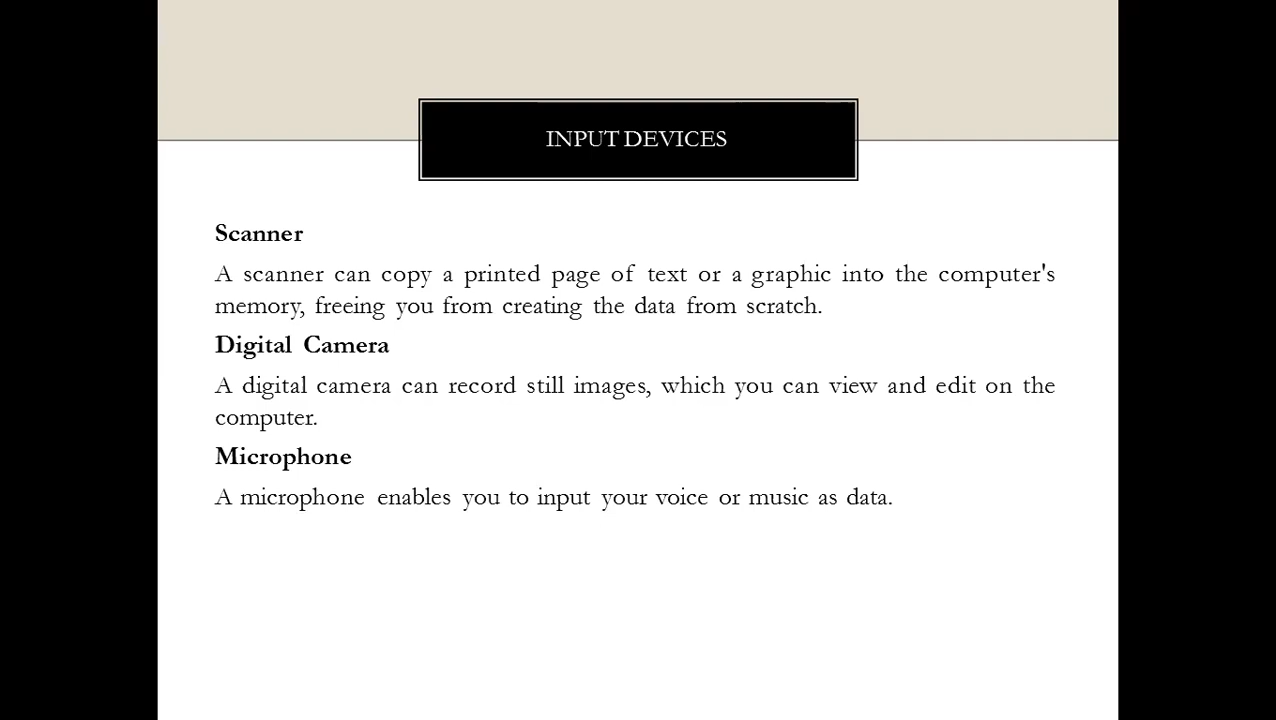 INPUT DEVICES
Scanner
A scanner can copy a printed page of text or a graphic into the computer's
memory, freeing you from creating the data from scratch.
Digital Camera
A digital camera can record still images, which you can view and edit on the
computer.
Microphone
A microphone enables you to input your voice or music as data.